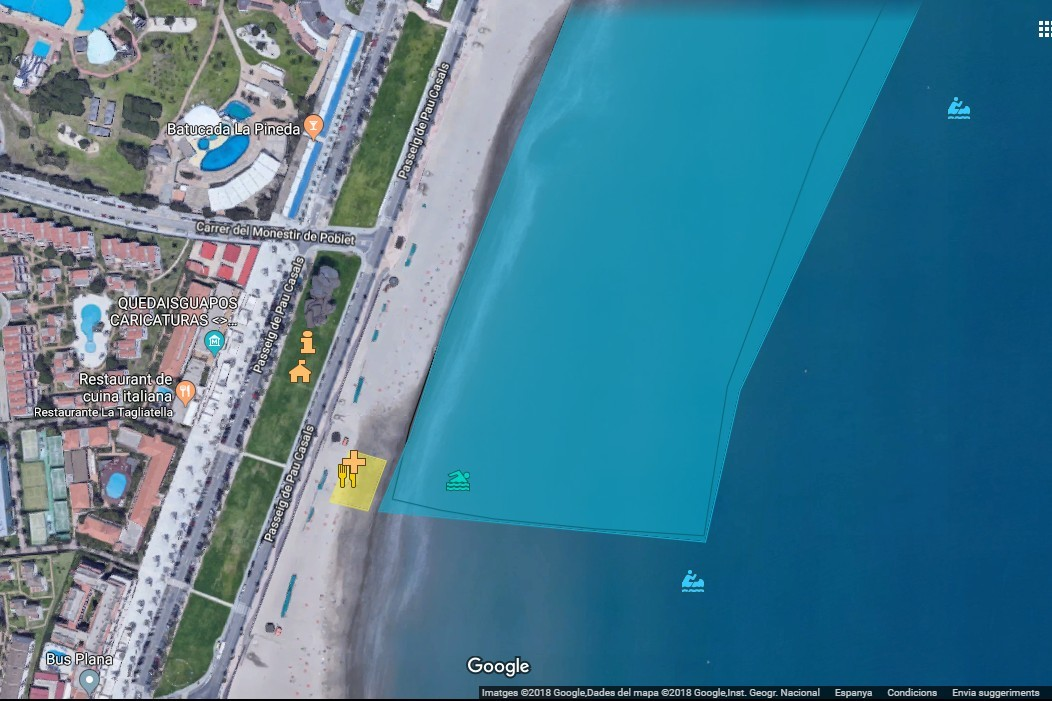 Passeig de Pau Casals
Batucada La Pineda
Carrer del Monestir de Poblet
Passeig de Pau Casals
QUEDAISGUAPOS
CARICATURAS <>...
Restaurant de
cuina italiana
Restaurante La Tagliatella
Passeig de Pau Casals
Bus Plana
Google
Imatges ©2018 Google,Dades del mapa ©2018 Google,Inst. Geogr. Nacional Espanya Condicions Envia suggeriments